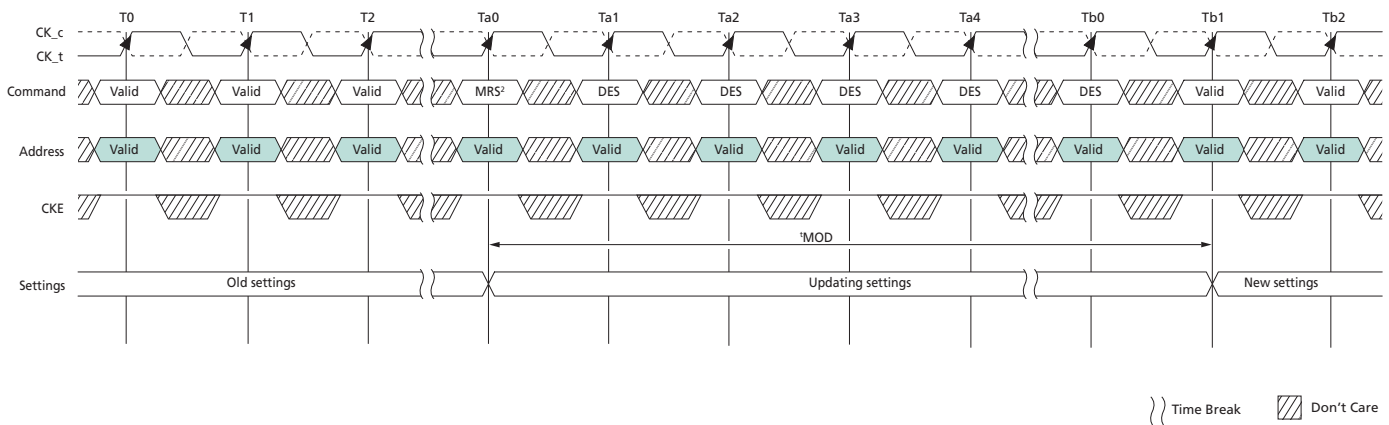 T0 T1 T2 Ta0 Ta1 Ta2 Ta3 Ta4 Tb0 Tb1 Tb2
CK_c
CK_t
Command Valid Valid Valid MRS² DES DES DES DES DES Valid Valid
Address Valid Valid Valid Valid Valid Valid Valid Valid Valid Valid Valid
CKE
ᵗMOD
Settings Old settings Updating settings New settings
Time Break Don't Care